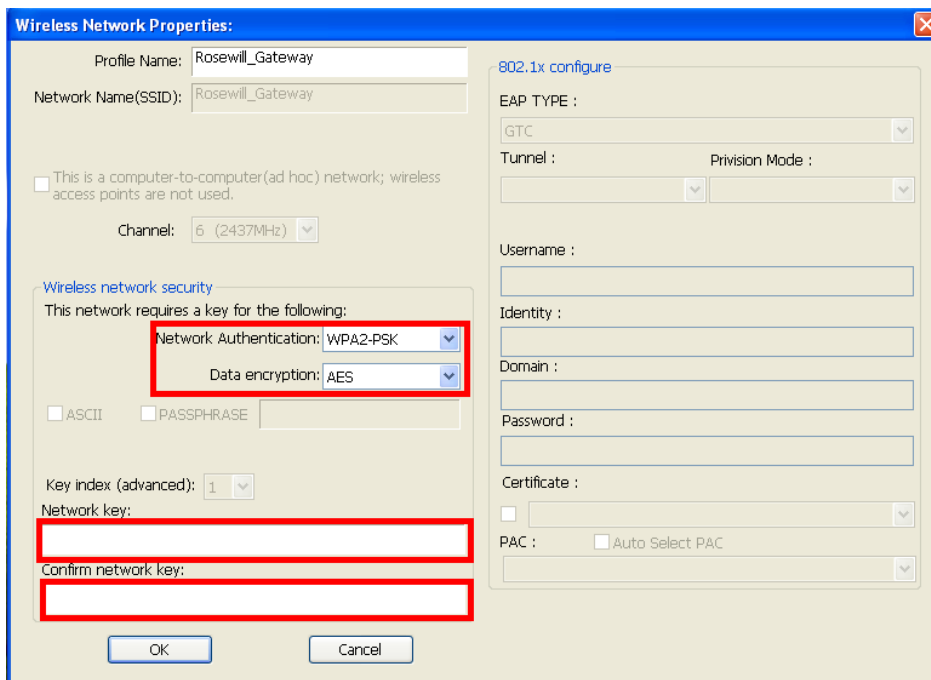 Wireless Network Properties:
Profile Name: Rosewill_Gateway
Network Name(SSID): Rosewill_Gateway
This is a computer-to-computer(ad hoc) network; wireless
access points are not used.
Channel: 6 (2437MHz)
Wireless network security
This network requires a key for the following:
Network Authentication: WPA2-PSK
Data encryption: AES
ASCII PASSPHRASE
Key index (advanced): 1
Network key:
Confirm network key:
OK Cancel
802.1x configure
EAP TYPE :
GTC
Tunnel : Privision Mode :
Username :
Identity :
Domain :
Password :
Certificate :
PAC : Auto Select PAC